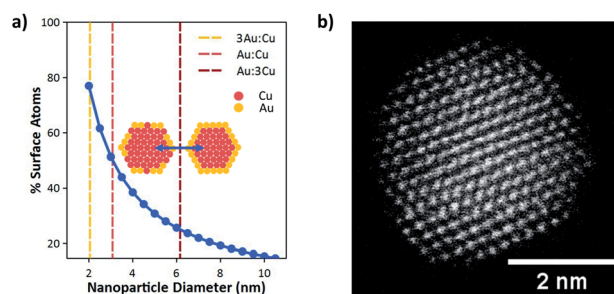 a)
100
80
60
40
20
% Surface Atoms
3Au:Cu
Au:Cu
Au:3Cu
Cu
Au
2
4
6
8
10
Nanoparticle Diameter (nm)
b)
2 nm